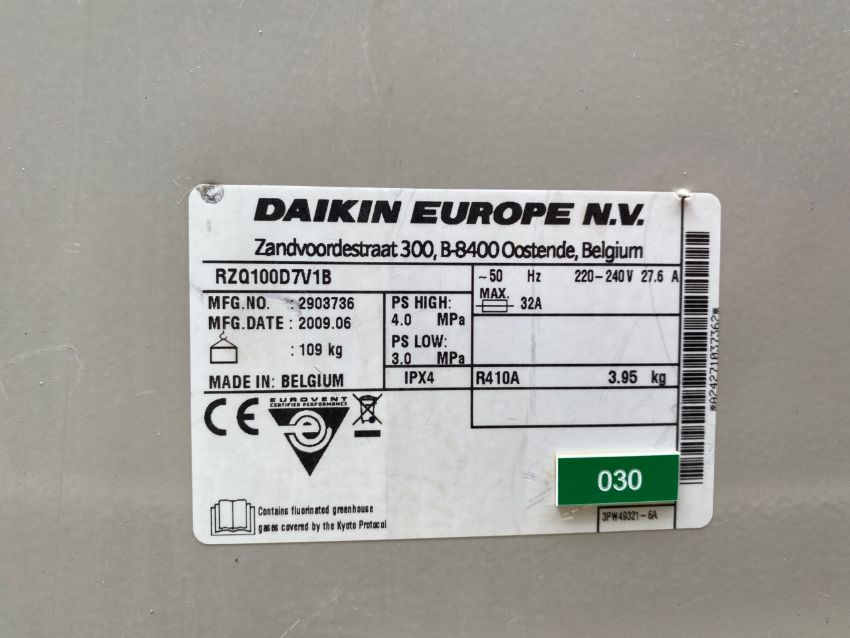 DAIKIN EUROPE N.V.
Zandvoordestraat 300, B-8400 Oostende, Belgium
RZQ100D7V1B
~50 Hz 220-240V 27.6 A
MAX. 32A
MFG.NO. : 2903736
MFG.DATE : 2009.06
: 109 kg
PS HIGH:
4.0 MPa
PS LOW:
3.0 MPa
MADE IN: BELGIUM
IPX4
R410A 3.95 kg
CE
EUROVENT
CERTIFIED PERFORMANCE
030
Contains fluorinated greenhouse
gases covered by the Kyoto Protocol
3PW49321-6A
*A24271037362*